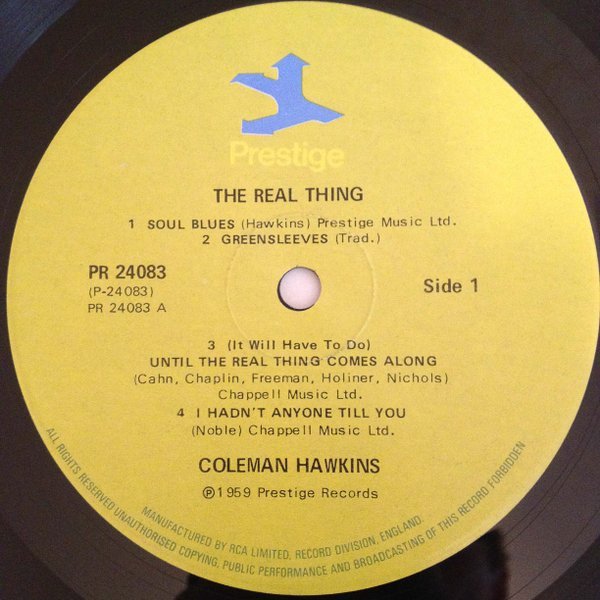 Prestige
THE REAL THING
1 SOUL BLUES (Hawkins) Prestige Music Ltd.
2 GREENSLEEVES (Trad.)
PR 24083
(P-24083)
PR 24083 A
Side 1
3 (It Will Have To Do)
UNTIL THE REAL THING COMES ALONG
(Cahn, Chaplin, Freeman, Holiner, Nichols)
Chappell Music Ltd.
4 I HADN'T ANYONE TILL YOU
(Noble) Chappell Music Ltd.
COLEMAN HAWKINS
Ⓟ1959 Prestige Records
MANUFACTURED BY RCA LIMITED, RECORD DIVISION, ENGLAND.
ALL RIGHTS RESERVED UNAUTHORISED COPYING, PUBLIC PERFORMANCE AND BROADCASTING OF THIS RECORD FORBIDDEN